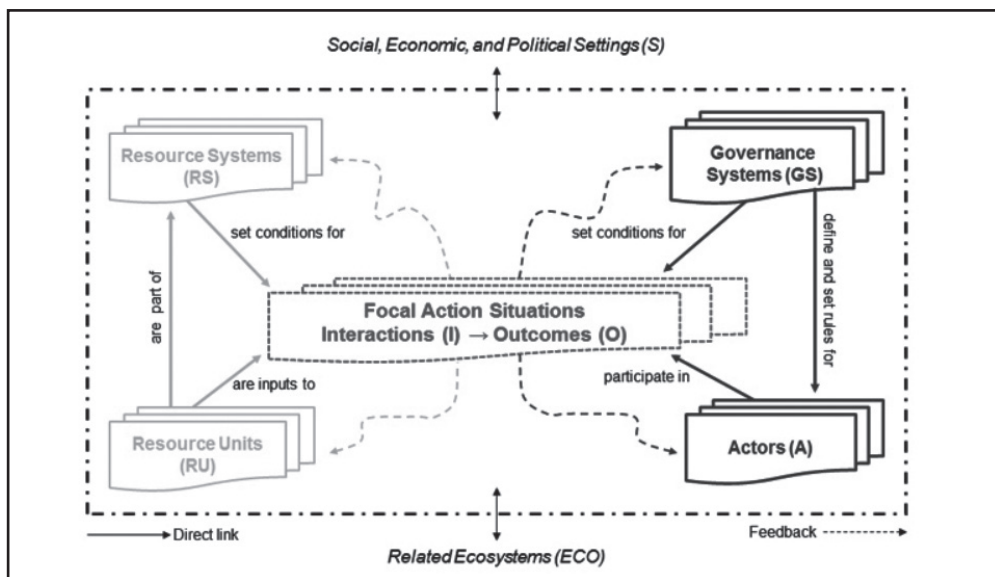 Social, Economic, and Political Settings (S)
Resource Systems
(RS)
Governance
Systems (GS)
set conditions for
set conditions for
are part of
define and set rules for
Focal Action Situations
Interactions (I) → Outcomes (O)
are inputs to
participate in
Resource Units
(RU)
Actors (A)
Direct link
Feedback
Related Ecosystems (ECO)